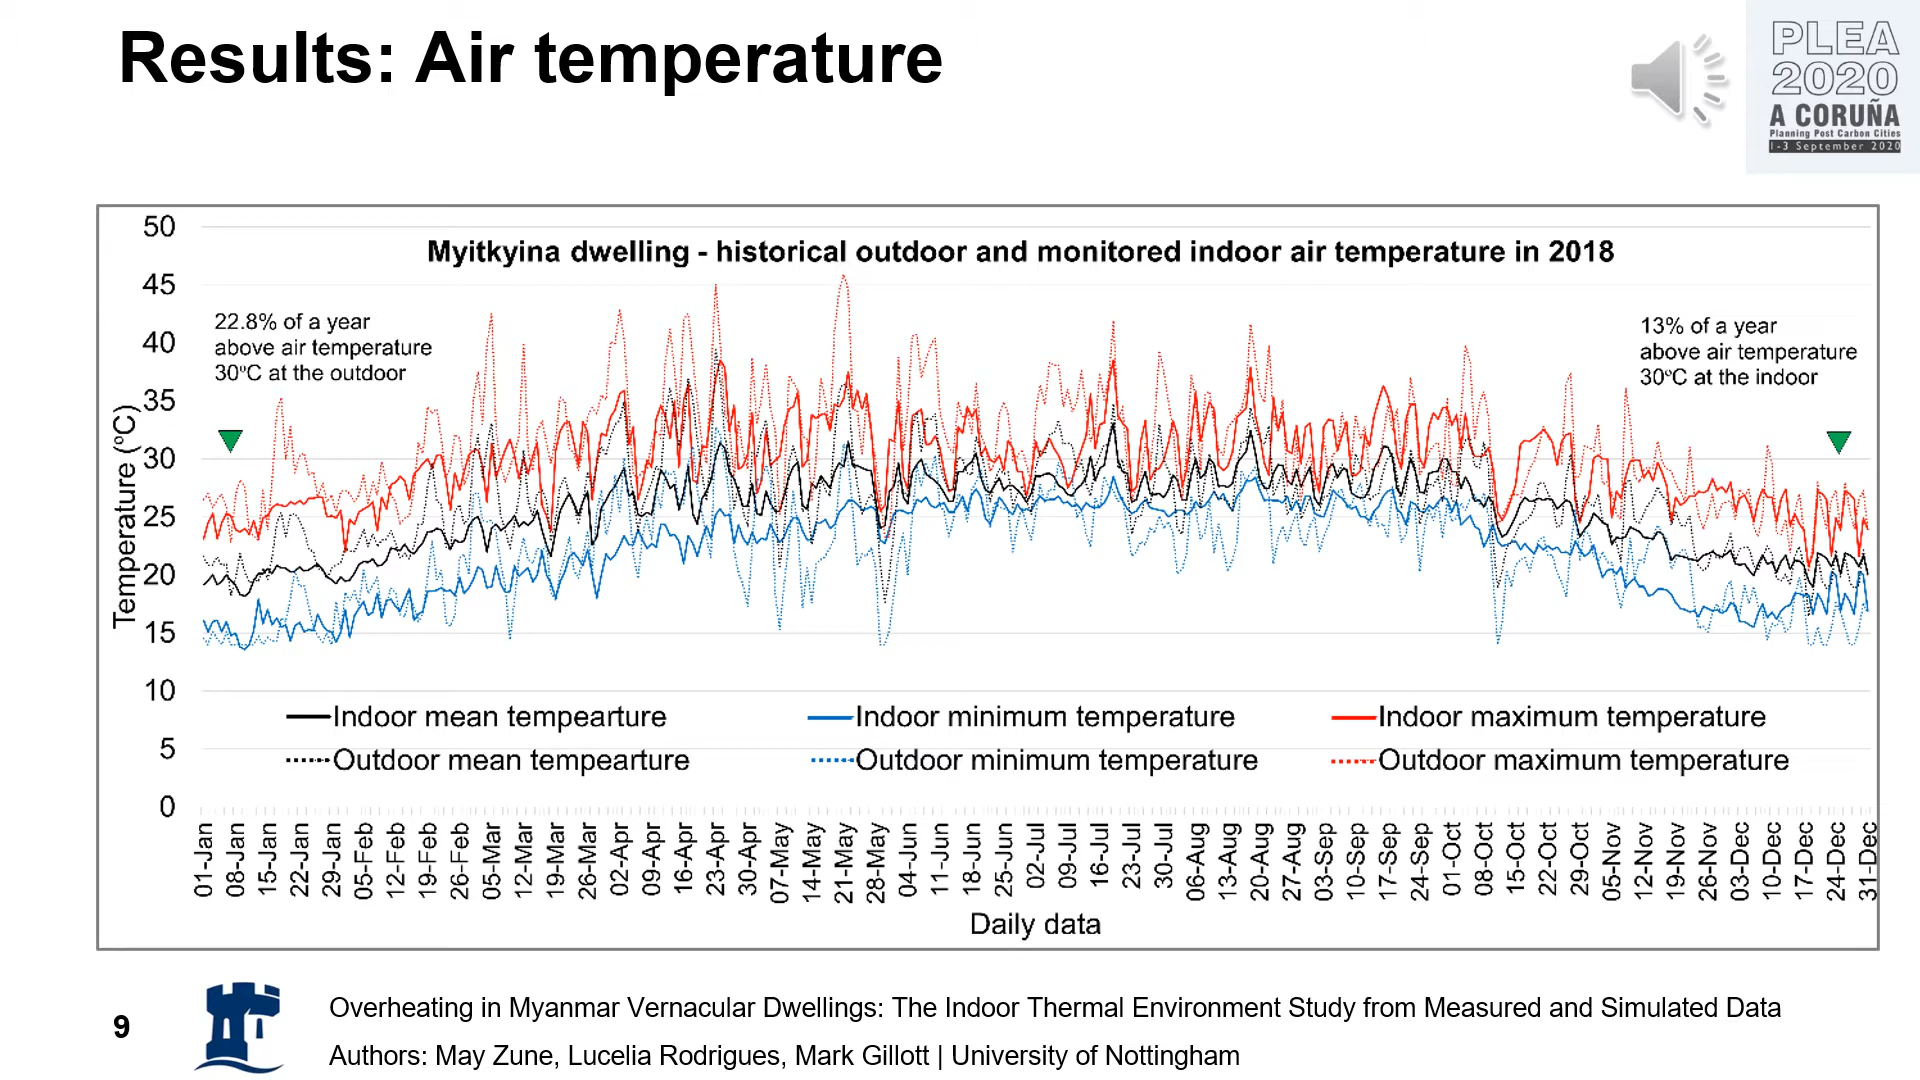 Results: Air temperature
PLEA
2020
A CORUÑA
Planning Post Carbon Cities
1-3 September 2020
Myitkyina dwelling - historical outdoor and monitored indoor air temperature in 2018
22.8% of a year
above air temperature
30ºC at the outdoor
13% of a year
above air temperature
30ºC at the indoor
Temperature (ºC)
50
45
40
35
30
25
20
15
10
5
0
Indoor mean tempearture
Indoor minimum temperature
Indoor maximum temperature
Outdoor mean tempearture
Outdoor minimum temperature
Outdoor maximum temperature
01-Jan
08-Jan
15-Jan
22-Jan
29-Jan
05-Feb
12-Feb
19-Feb
26-Feb
05-Mar
12-Mar
19-Mar
26-Mar
02-Apr
09-Apr
16-Apr
23-Apr
30-Apr
07-May
14-May
21-May
28-May
04-Jun
11-Jun
18-Jun
25-Jun
02-Jul
09-Jul
16-Jul
23-Jul
30-Jul
06-Aug
13-Aug
20-Aug
27-Aug
03-Sep
10-Sep
17-Sep
24-Sep
01-Oct
08-Oct
15-Oct
22-Oct
29-Oct
05-Nov
12-Nov
19-Nov
26-Nov
03-Dec
10-Dec
17-Dec
24-Dec
31-Dec
Daily data
9
Overheating in Myanmar Vernacular Dwellings: The Indoor Thermal Environment Study from Measured and Simulated Data
Authors: May Zune, Lucelia Rodrigues, Mark Gillott | University of Nottingham